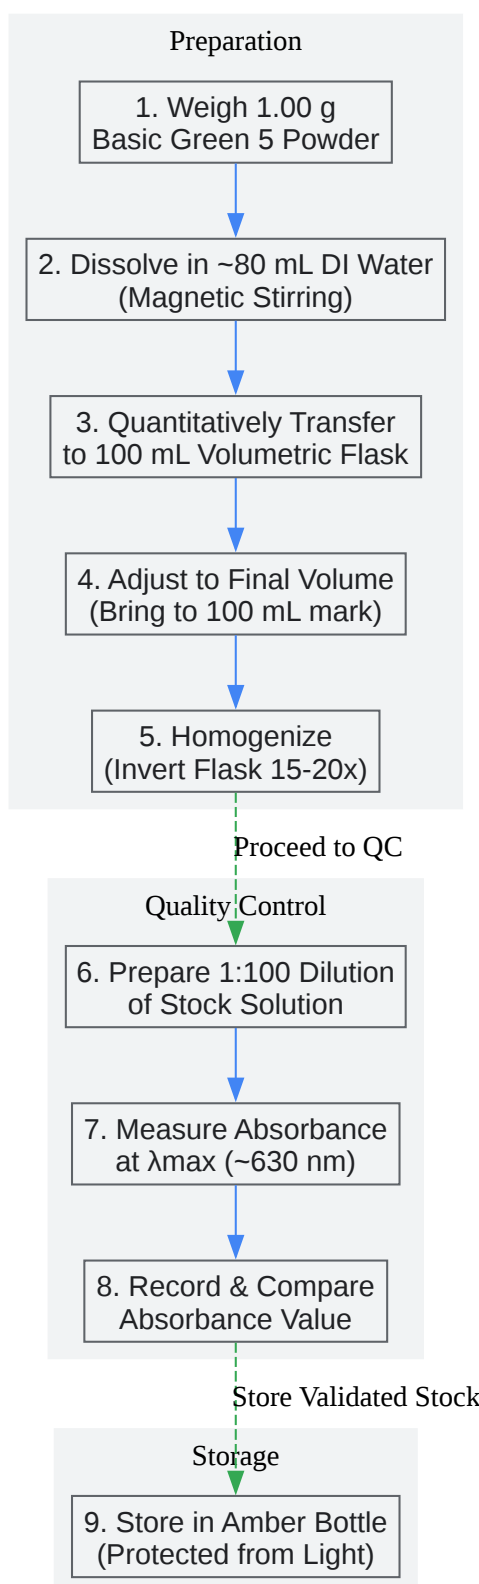 Preparation
1. Weigh 1.00 g
Basic Green 5 Powder
2. Dissolve in ~80 mL DI Water
(Magnetic Stirring)
3. Quantitatively Transfer
to 100 mL Volumetric Flask
4. Adjust to Final Volume
(Bring to 100 mL mark)
5. Homogenize
(Invert Flask 15-20x)
Proceed to QC
Quality Control
6. Prepare 1:100 Dilution
of Stock Solution
7. Measure Absorbance
at λmax (~630 nm)
8. Record & Compare
Absorbance Value
Store Validated Stock
Storage
9. Store in Amber Bottle
(Protected from Light)